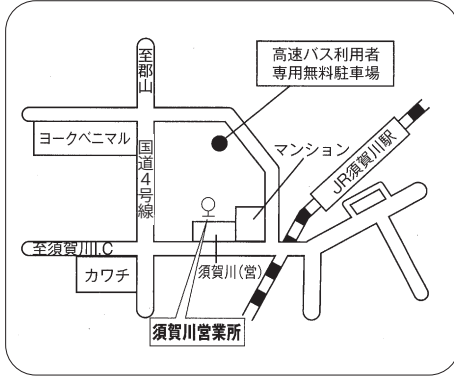 高速バス利用者
専用無料駐車場
至郡山
ヨークベニマル
国道4号線
マンション
JR須賀川駅
至須賀川I.C
須賀川(営)
カワチ
須賀川営業所